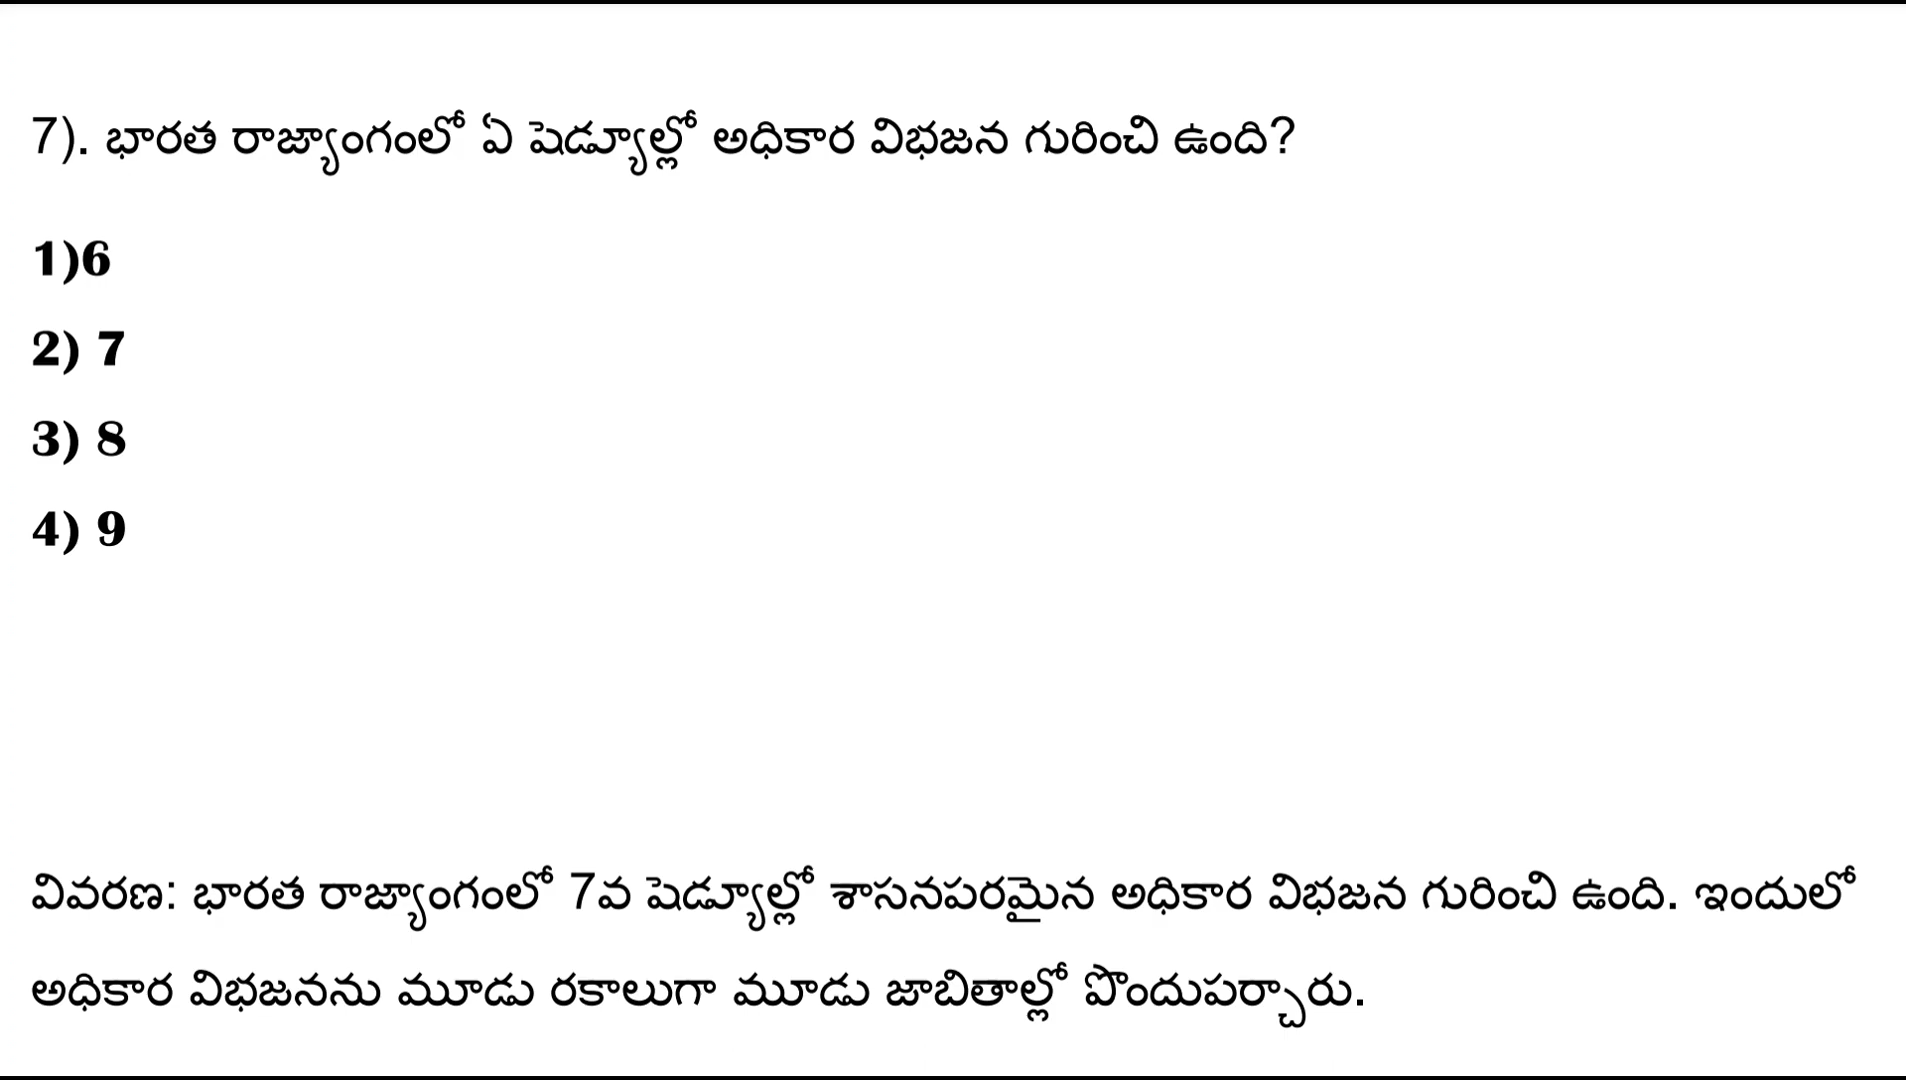 7). భారత రాజ్యాంగంలో ఏ షెడ్యూల్లో అధికార విభజన గురించి ఉంది?
1)6
2) 7
3) 8
4) 9
వివరణ: భారత రాజ్యాంగంలో 7వ షెడ్యూల్లో శాసనపరమైన అధికార విభజన గురించి ఉంది. ఇందులో
అధికార విభజనను మూడు రకాలుగా మూడు జాబితాల్లో పొందుపర్చారు.